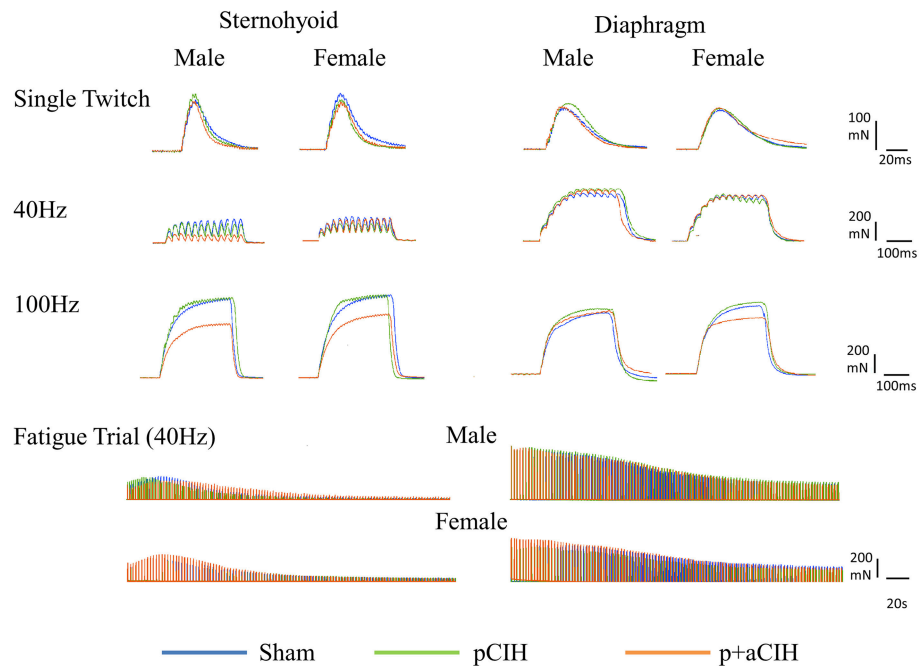 Sternohyoid
Diaphragm
Male
Female
Male
Female
Single Twitch
100
mN
20ms
40Hz
200
mN
100ms
100Hz
200
mN
100ms
Fatigue Trial (40Hz)
Male
Female
200
mN
20s
Sham
pCIH
p+aCIH